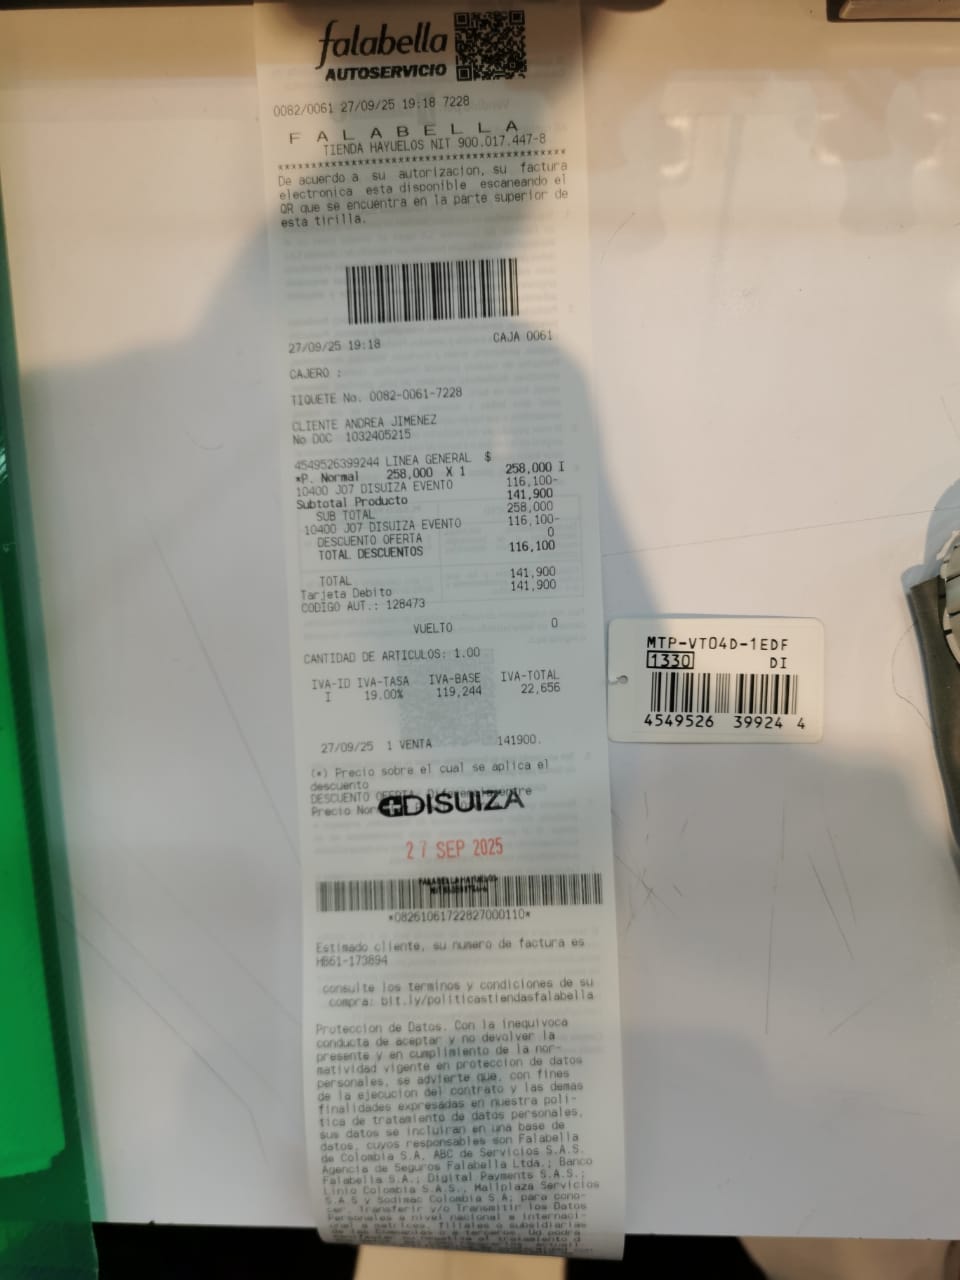 falabella
AUTOSERVICIO
0082/0061 27/09/25 19:18 7228
F A L A B E L L A
TIENDA HAYUELOS NIT 900.017.447-8
****************************************
De acuerdo a su autorizacion, su factura
electronica esta disponible escaneando el
QR que se encuentra en la parte superior de
esta tirilla.
27/09/25 19:18 CAJA 0061
CAJERO :
TIQUETE No. 0082-0061-7228
CLIENTE ANDREA JIMENEZ
No DOC 1032405215
4549526399244 LINEA GENERAL $
*P. Normal 258,000 X 1 258,000 I
10400 J07 DISUIZA EVENTO 116,100-
Subtotal Producto 141,900
SUB TOTAL 258,000
10400 J07 DISUIZA EVENTO 116,100-
DESCUENTO OFERTA 0
TOTAL DESCUENTOS 116,100
TOTAL 141,900
Tarjeta Debito 141,900
CODIGO AUT.: 128473
VUELTO 0
CANTIDAD DE ARTICULOS: 1.00
IVA-ID IVA-TASA IVA-BASE IVA-TOTAL
I 19.00% 119,244 22,656
27/09/25 1 VENTA 141900.
(*) Precio sobre el cual se aplica el
descuento
DESCUENTO
Precio
DISUIZA
27 SEP 2025
*08261061722827000110*
Estimado cliente, su numero de factura es
H861-173894
consulte los terminos y condiciones de su
compra: bit.ly/politicastiendasfalabella
Proteccion de Datos. Con la inequivoca
conducta de aceptar y no devolver la
presente y en cumplimiento de la nor-
matividad vigente en proteccion de datos
personales, se advierte que, con fines
de la ejecucion del contrato y las demas
finalidades expresadas en nuestra poli-
tica de tratamiento de datos personales,
sus datos se incluiran en una base de
datos, cuyos responsables son Falabella
de Colombia S.A. ABC de Servicios S.A.S.
Agencia de Seguros Falabella Ltda.; Banco
Falabella S.A.; Digital Payments S.A.S.;
Linio Colombia S.A.S., Mallplaza Servicios
S.A.S y Sodimac Colombia S.A; para cono-
cer, Transferir y/o Transmitir los Datos
Personales a nivel nacional e internaci-
MTP-VT04D-1EDF
1330 DI
4549526 39924 4